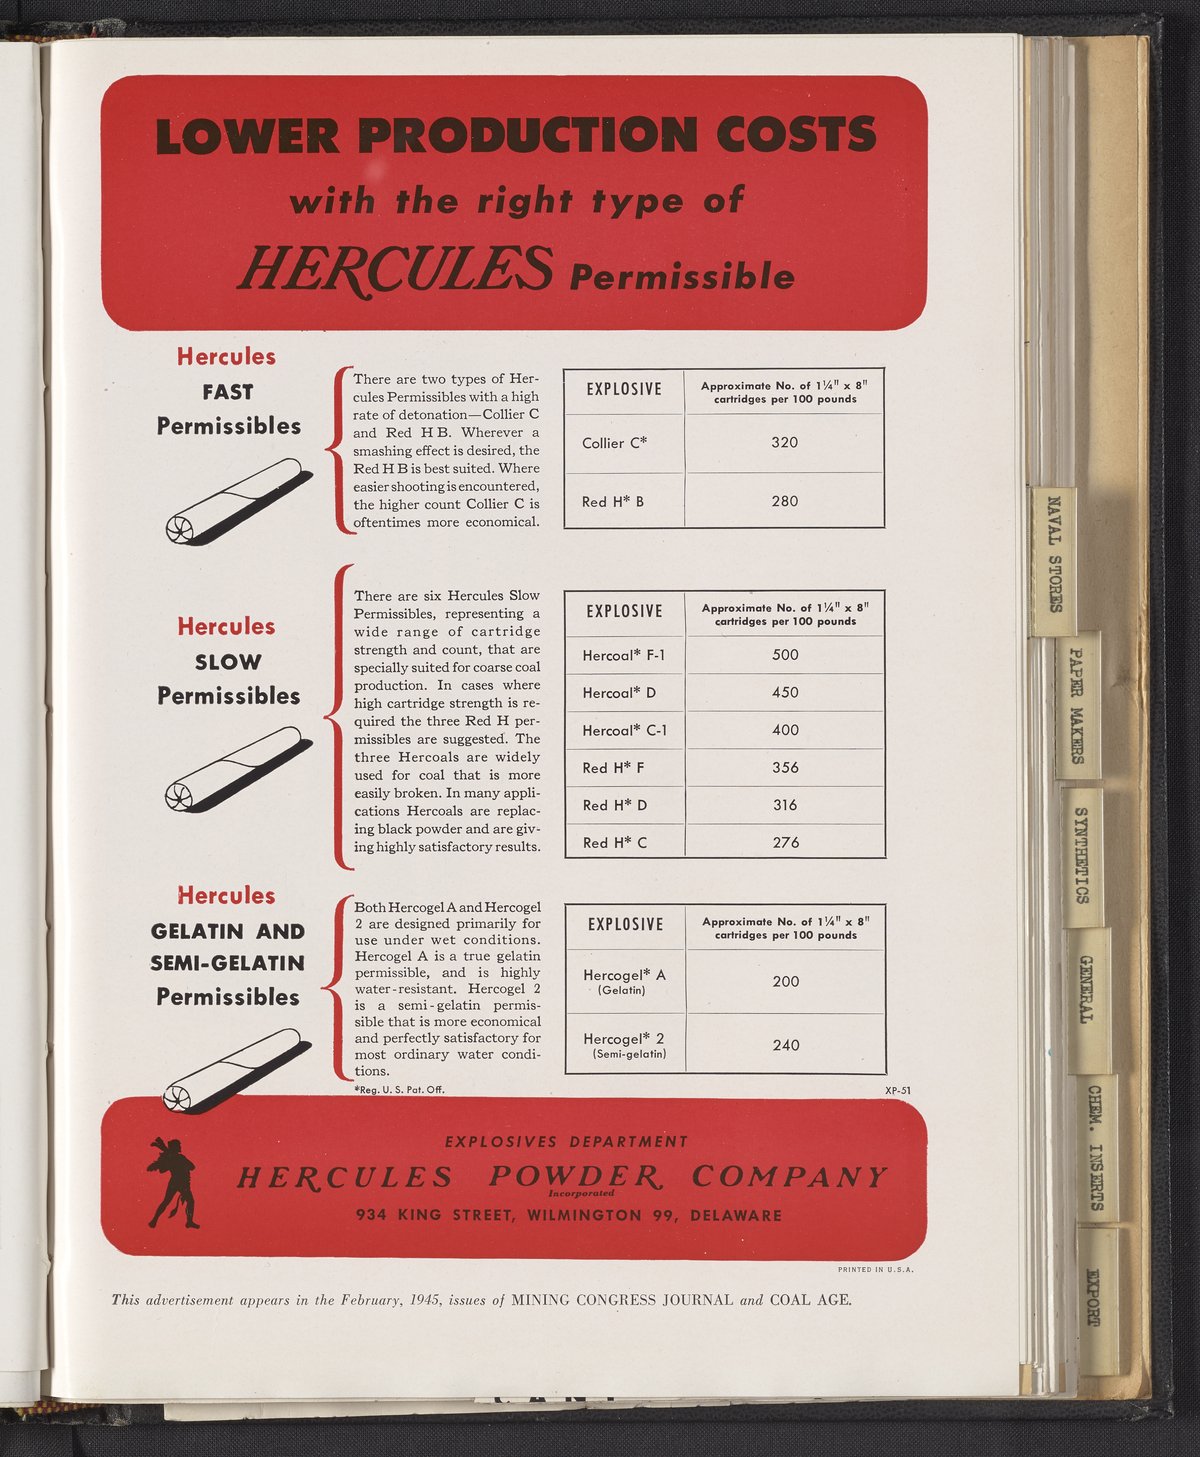 LOWER PRODUCTION COSTS
with the right type of
HERCULES Permissible
Hercules
FAST
Permissibles
There are two types of Her-
cules Permissibles with a high
rate of detonation—Collier C
and Red H B. Wherever a
smashing effect is desired, the
Red H B is best suited. Where
easier shooting is encountered,
the higher count Collier C is
oftentimes more economical.
EXPLOSIVE
Approximate No. of 1¼" x 8"
cartridges per 100 pounds
Collier C* 320
Red H* B 280
Hercules
SLOW
Permissibles
There are six Hercules Slow
Permissibles, representing a
wide range of cartridge
strength and count, that are
specially suited for coarse coal
production. In cases where
high cartridge strength is re-
quired the three Red H per-
missibles are suggested. The
three Hercoals are widely
used for coal that is more
easily broken. In many appli-
cations Hercoals are replac-
ing black powder and are giv-
ing highly satisfactory results.
EXPLOSIVE
Approximate No. of 1¼" x 8"
cartridges per 100 pounds
Hercoal* F-1 500
Hercoal* D 450
Hercoal* C-1 400
Red H* F 356
Red H* D 316
Red H* C 276
Hercules
GELATIN AND
SEMI-GELATIN
Permissibles
Both Hercogel A and Hercogel
2 are designed primarily for
use under wet conditions.
Hercogel A is a true gelatin
permissible, and is highly
water-resistant. Hercogel 2
is a semi-gelatin permis-
sible that is more economical
and perfectly satisfactory for
most ordinary water condi-
tions.
EXPLOSIVE
Approximate No. of 1¼" x 8"
cartridges per 100 pounds
Hercogel* A 200
(Gelatin)
Hercogel* 2 240
(Semi-gelatin)
*Reg. U. S. Pat. Off.
XP-51
EXPLOSIVES DEPARTMENT
HERCULES POWDER COMPANY
Incorporated
934 KING STREET, WILMINGTON 99, DELAWARE
PRINTED IN U.S.A.
This advertisement appears in the February, 1945, issues of MINING CONGRESS JOURNAL and COAL AGE.
NAVAL STORES
PAPER MAKERS
SYNTHETICS
GENERAL
CHEM. INSERTS
EXPORT